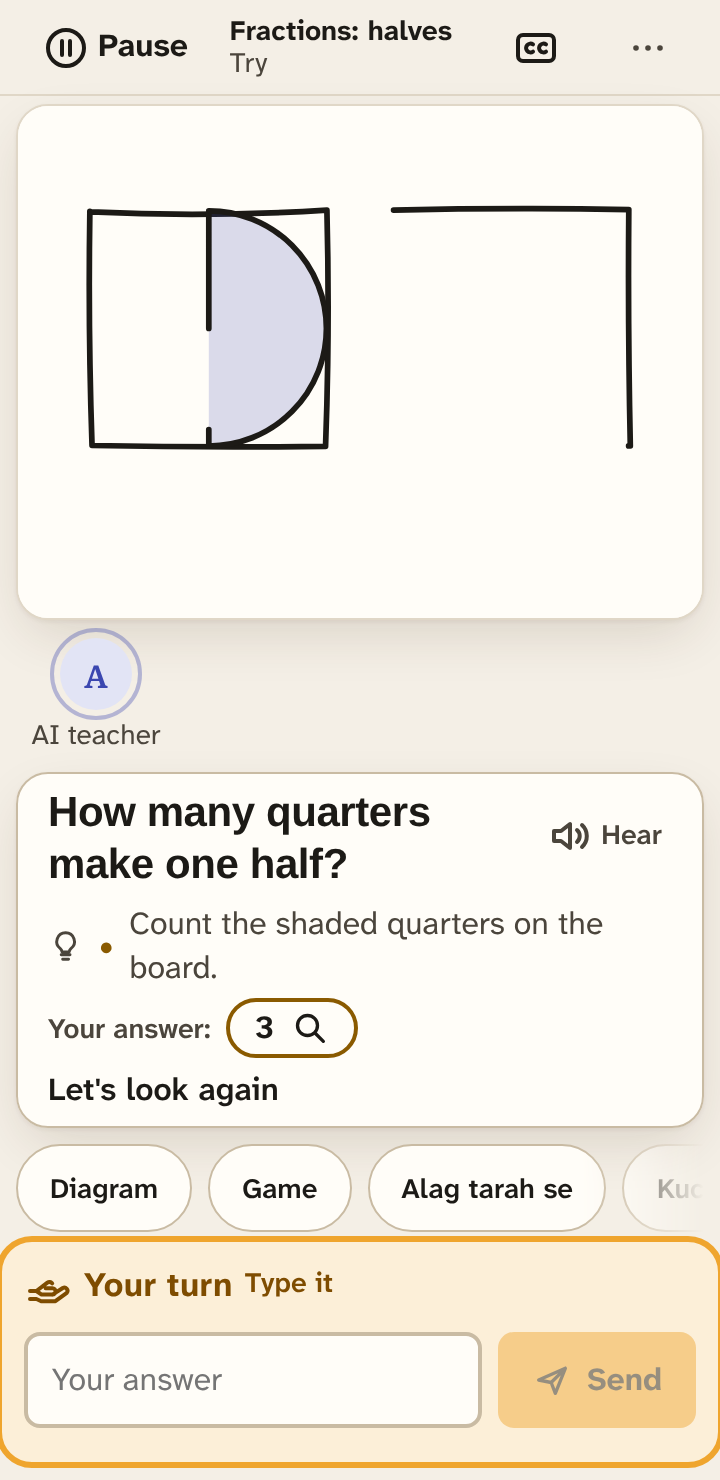 Pause
Fractions: halves
Try
CC
A
AI teacher
How many quarters
make one half?
Hear
Count the shaded quarters on the
board.
Your answer: 3
Let's look again
Diagram
Game
Alag tarah se
Your turn Type it
Your answer
Send